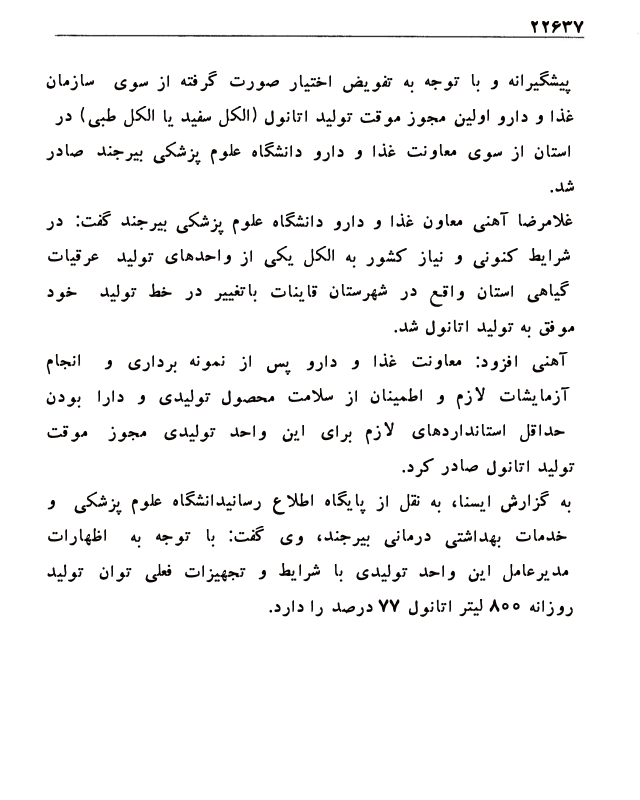 ۲۲۶۳۷
پیشگیرانه و با توجه به تفویض اختیار صورت گرفته از سوی سازمان
غذا و دارو اولین مجوز موقت تولید اتانول (الکل سفید یا الکل طبی) در
استان از سوی معاونت غذا و دارو دانشگاه علوم پزشکی بیرجند صادر
شد.
غلامرضا آهنی معاون غذا و دارو دانشگاه علوم پزشکی بیرجند گفت: در
شرایط کنونی و نیاز کشور به الکل یکی از واحدهای تولید عرقیات
گیاهی استان واقع در شهرستان قاینات باتغییر در خط تولید خود
موفق به تولید اتانول شد.
آهنی افزود: معاونت غذا و دارو پس از نمونه برداری و انجام
آزمایشات لازم و اطمینان از سلامت محصول تولیدی و دارا بودن
حداقل استانداردهای لازم برای این واحد تولیدی مجوز موقت
تولید اتانول صادر کرد.
به گزارش ایسنا، به نقل از پایگاه اطلاع رسانیدانشگاه علوم پزشکی و
خدمات بهداشتی درمانی بیرجند، وی گفت: با توجه به اظهارات
مدیرعامل این واحد تولیدی با شرایط و تجهیزات فعلی توان تولید
روزانه ۸۰۰ لیتر اتانول ۷۷ درصد را دارد.